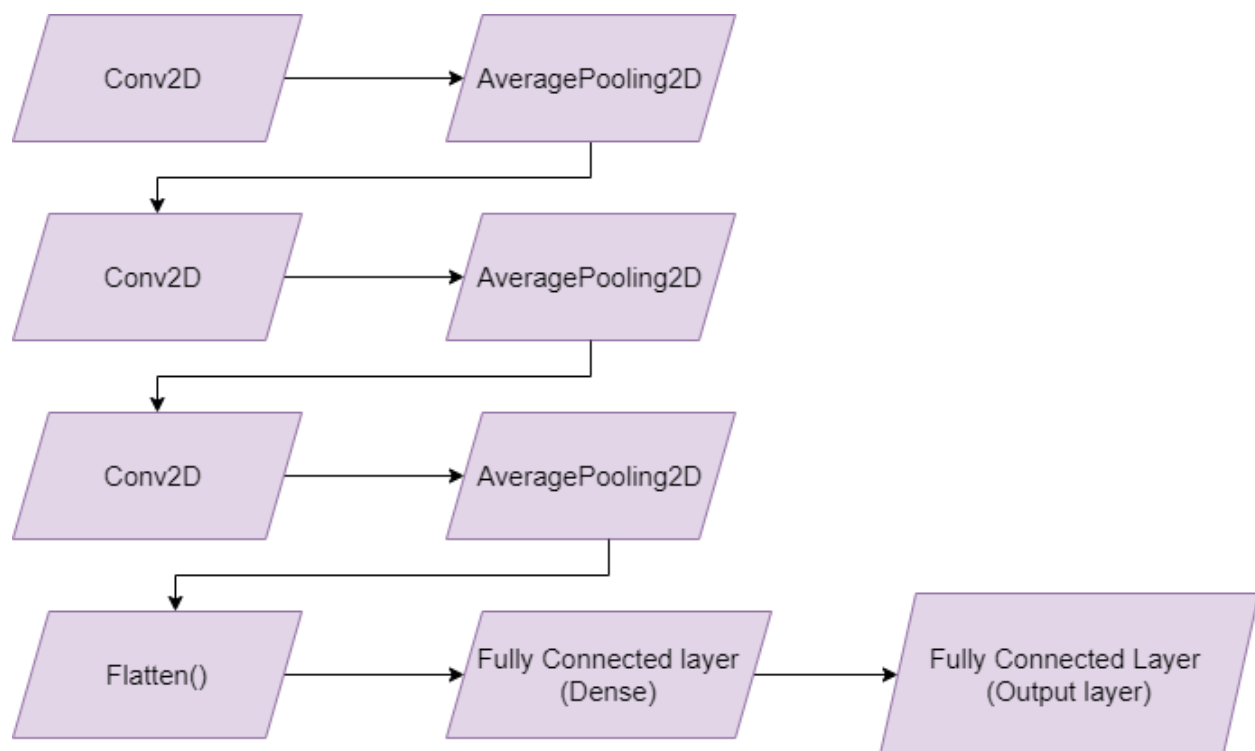 Conv2D
AveragePooling2D
Conv2D
AveragePooling2D
Conv2D
AveragePooling2D
Flatten()
Fully Connected layer
(Dense)
Fully Connected Layer
(Output layer)